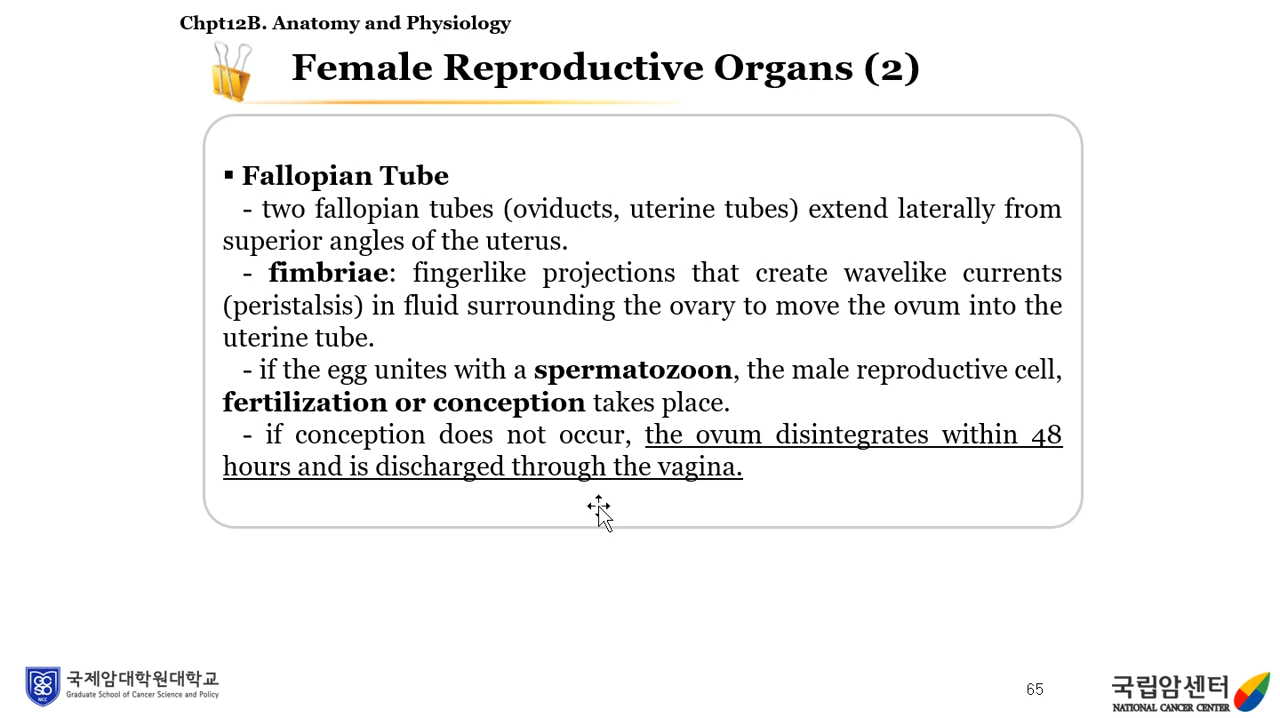 Chpt12B. Anatomy and Physiology
Female Reproductive Organs (2)
▪ Fallopian Tube
- two fallopian tubes (oviducts, uterine tubes) extend laterally from
superior angles of the uterus.
- fimbriae: fingerlike projections that create wavelike currents
(peristalsis) in fluid surrounding the ovary to move the ovum into the
uterine tube.
- if the egg unites with a spermatozoon, the male reproductive cell,
fertilization or conception takes place.
- if conception does not occur, the ovum disintegrates within 48
hours and is discharged through the vagina.
국제암대학원대학교
Graduate School of Cancer Science and Policy
NCC
65
국립암센터
NATIONAL CANCER CENTER